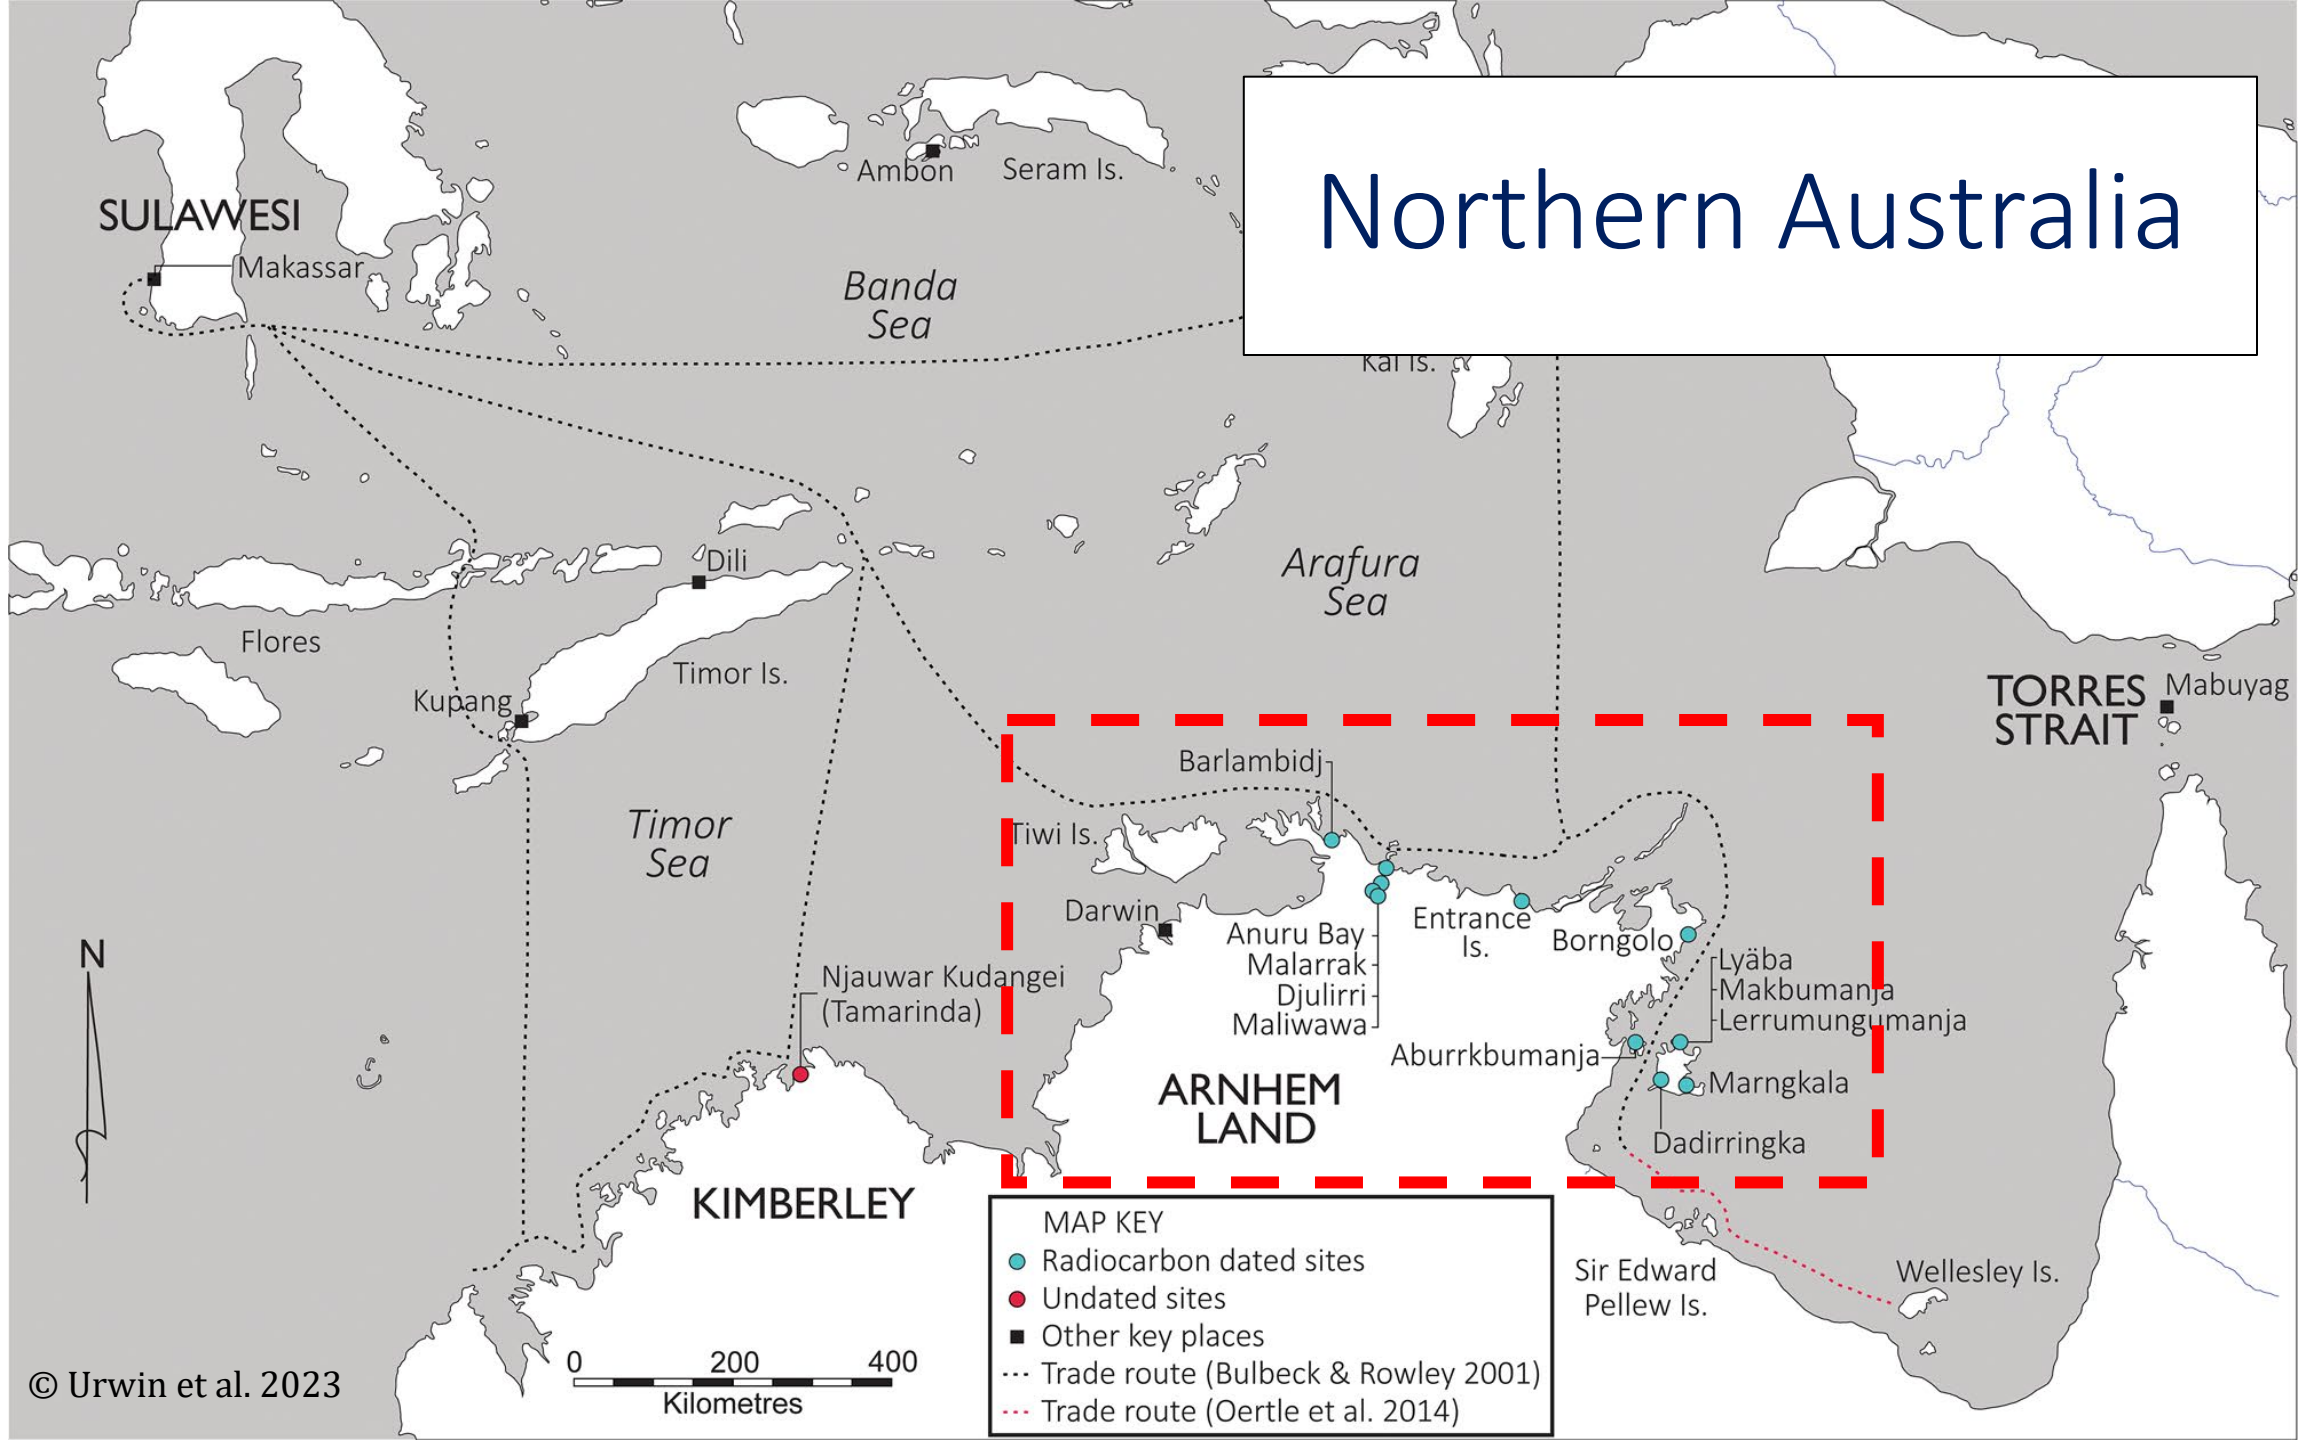 Northern Australia
Ambon
Seram Is.
SULAWESI
Makassar
Banda
Sea
Kai Is.
Dili
Arafura
Sea
Flores
Timor Is.
Kupang
TORRES
STRAIT
Mabuyag
Barlambidj
Timor
Sea
Tiwi Is.
Darwin
Entrance
Is.
Anuru Bay
Malarrak
Djulirri
Maliwawa
Borngolo
Lyäba
Makbumanja
Lerrumungumanja
N
Njauwar Kudangei
(Tamarinda)
Aburrkbumanja
ARNHEM
LAND
Marngkala
Dadirringka
KIMBERLEY
MAP KEY
Radiocarbon dated sites
Undated sites
Other key places
Trade route (Bulbeck & Rowley 2001)
Trade route (Oertle et al. 2014)
Sir Edward
Pellew Is.
Wellesley Is.
0 200 400
Kilometres
© Urwin et al. 2023